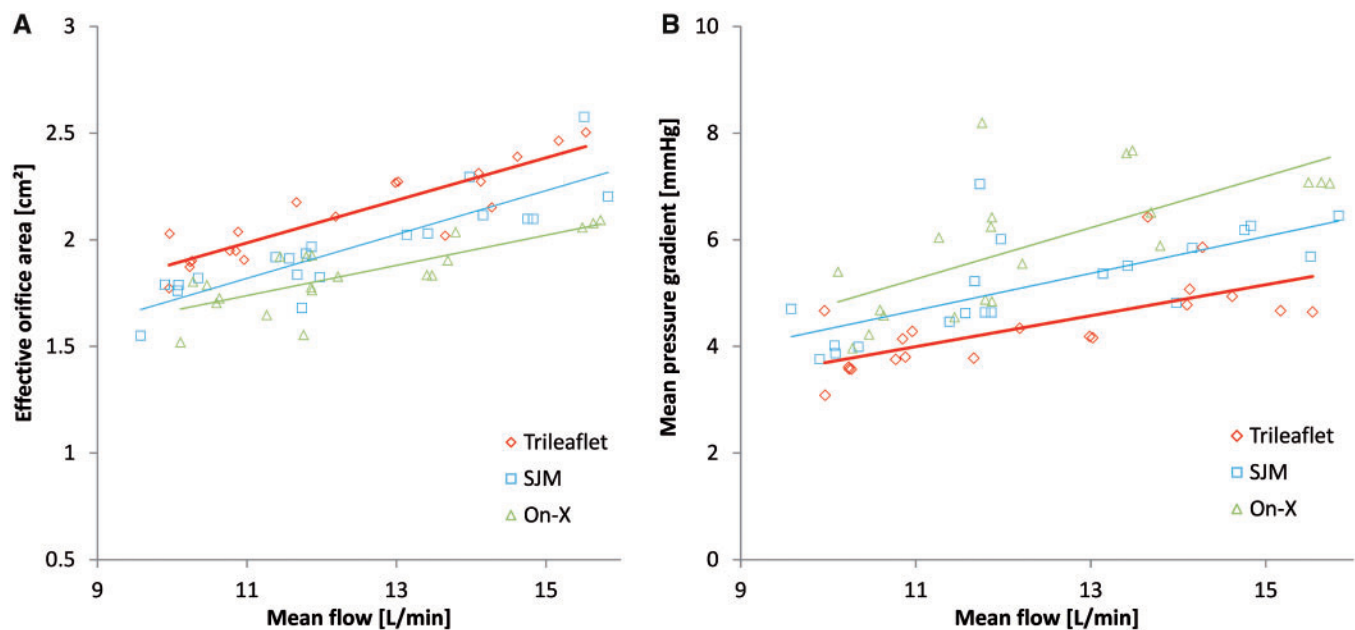 A
3
2.5
2
1.5
1
0.5
Effective orifice area [cm²]
9 11 13 15
Mean flow [L/min]
Trileaflet
SJM
On-X
B
10
8
6
4
2
0
Mean pressure gradient [mmHg]
9 11 13 15
Mean flow [L/min]
Trileaflet
SJM
On-X